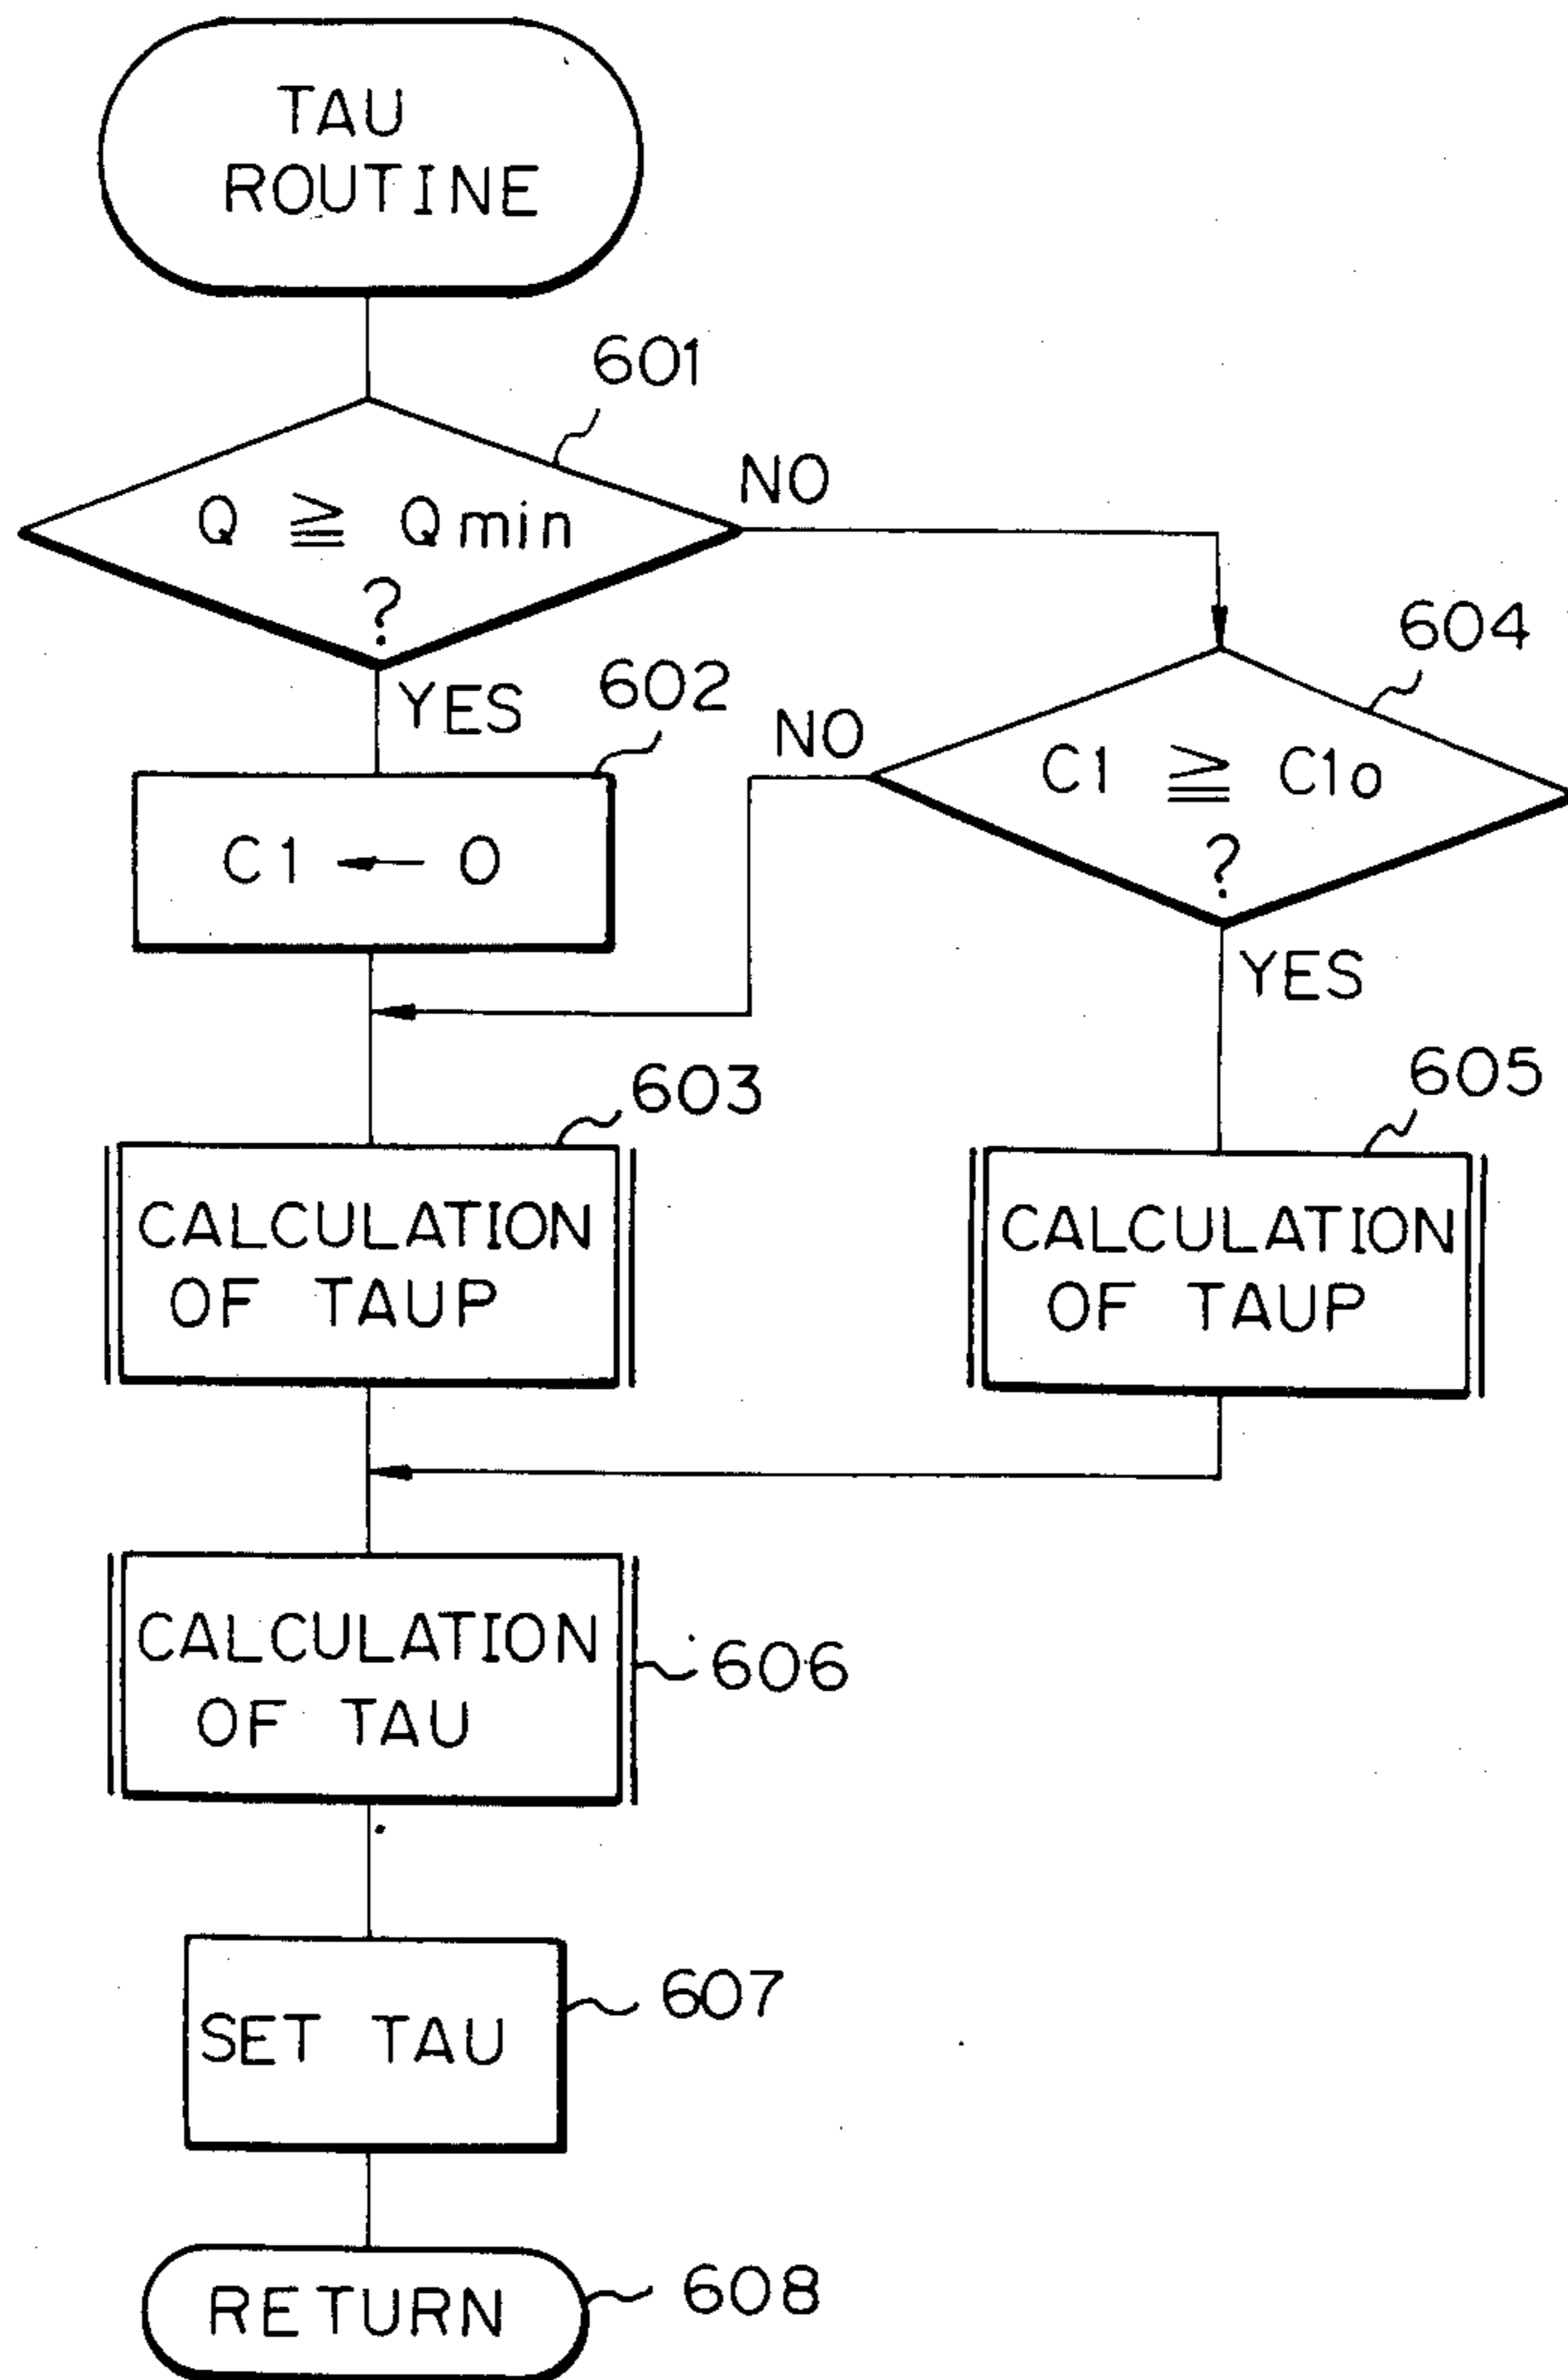 TAU
ROUTINE
601
Q ≧ Qmin
?
NO
YES
602
C1 ← 0
604
NO
C1 ≧ C1o
?
YES
603
CALCULATION
OF TAUP
605
CALCULATION
OF TAUP
CALCULATION
OF TAU
606
SET TAU
607
RETURN
608